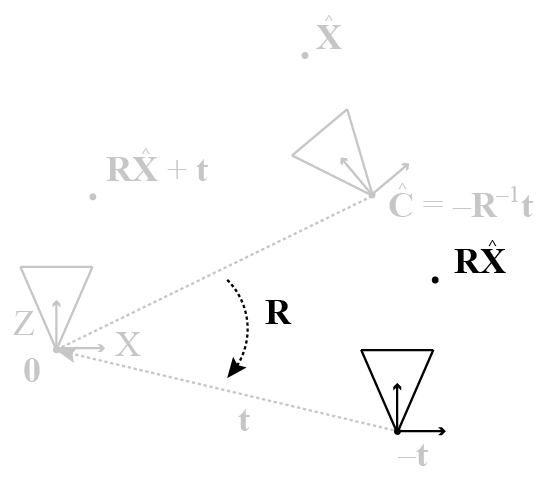 X̂
RX̂ + t
Ĉ = –R⁻¹t
RX̂
R
Z
X
0
t
–t